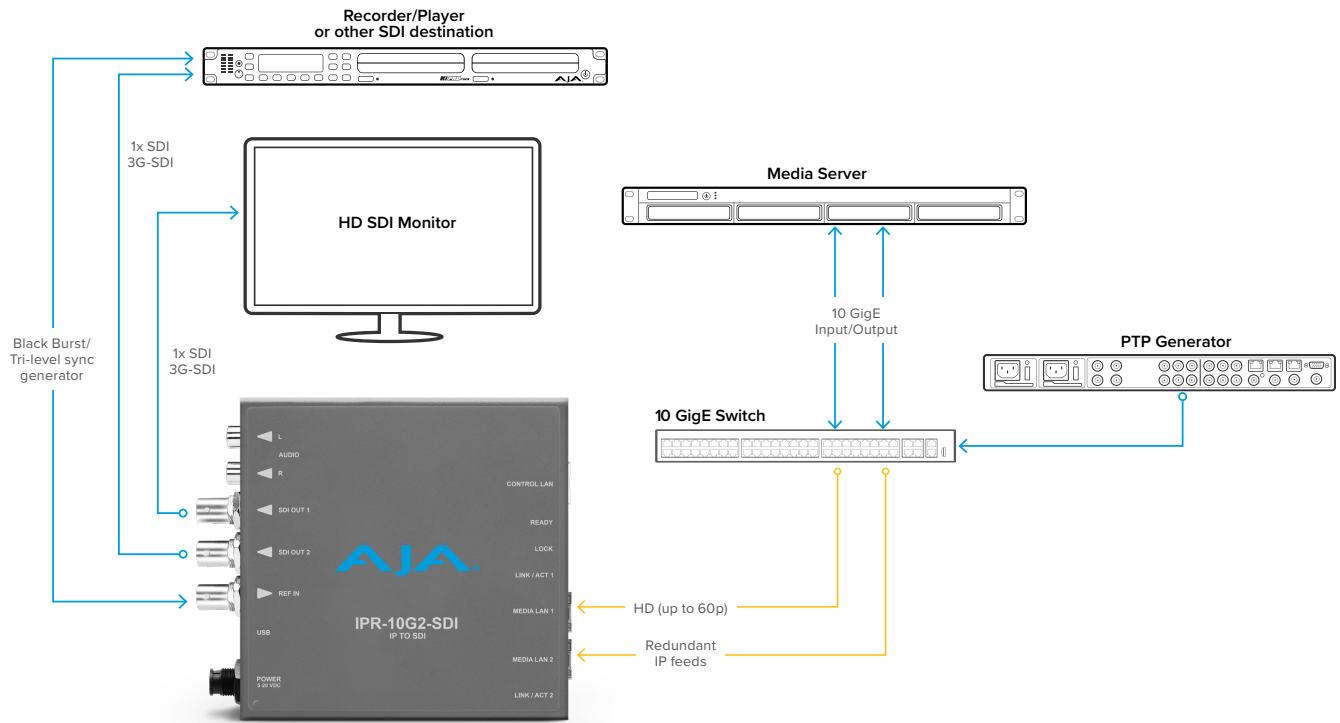 Recorder/Player
or other SDI destination
AJA
1x SDI
3G-SDI
HD SDI Monitor
Media Server
10 GigE
Input/Output
Black Burst/
Tri-level sync
generator
1x SDI
3G-SDI
PTP Generator
10 GigE Switch
L
AUDIO
R
SDI OUT 1
SDI OUT 2
REF IN
USB
POWER
5-20 VDC
AJA
IPR-10G2-SDI
IP TO SDI
CONTROL LAN
READY
LOCK
LINK / ACT 1
MEDIA LAN 1
MEDIA LAN 2
LINK / ACT 2
HD (up to 60p)
Redundant
IP feeds